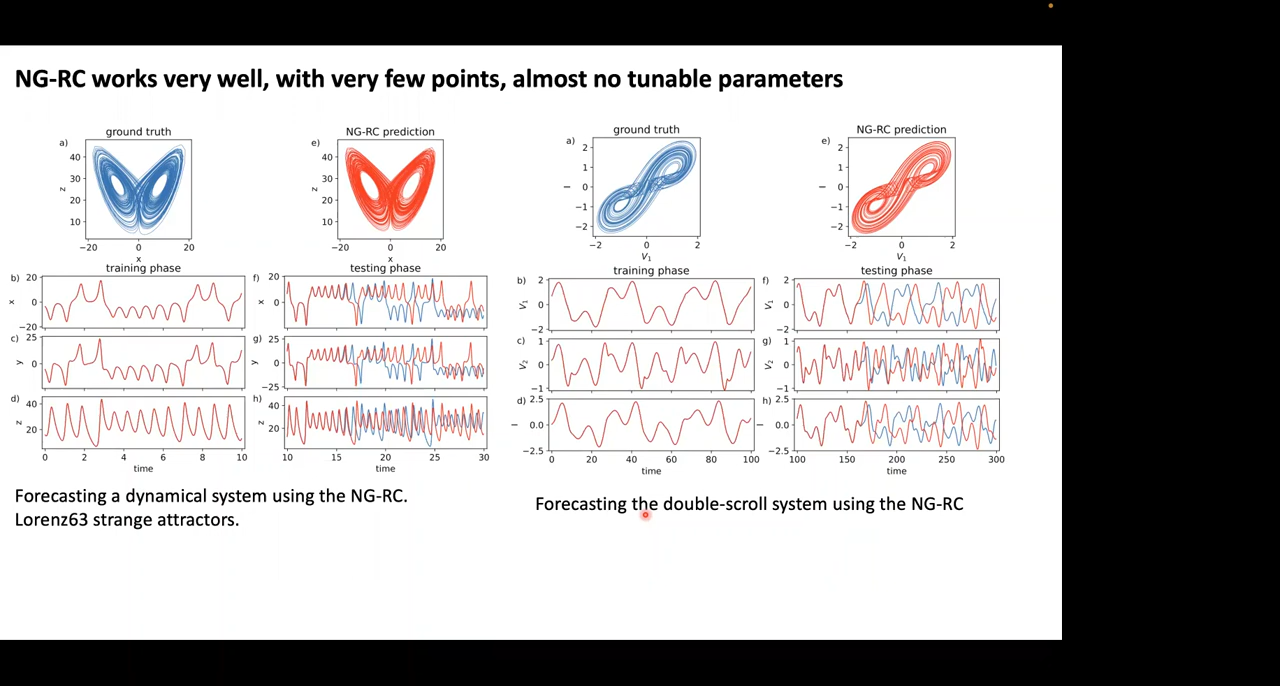 NG-RC works very well, with very few points, almost no tunable parameters
ground truth
a)
z
40
30
20
10
−20 0 20
x
NG-RC prediction
e)
z
40
30
20
10
−20 0 20
x
training phase
b)
x
20
0
−20
c)
y
25
0
d)
z
40
20
0 2 4 6 8 10
time
testing phase
f)
x
20
0
−20
g)
y
25
0
−25
h)
z
40
20
10 15 20 25 30
time
Forecasting a dynamical system using the NG-RC.
Lorenz63 strange attractors.
ground truth
a)
I
2
1
0
−1
−2
−2 0 2
V1
NG-RC prediction
e)
I
2
1
0
−1
−2
−2 0 2
V1
training phase
b)
V1
2
0
−2
c)
V2
1
0
−1
d)
I
2.5
0.0
−2.5
0 20 40 60 80 100
time
testing phase
f)
V1
2
0
−2
g)
V2
1
0
−1
h)
I
2.5
0.0
−2.5
100 150 200 250 300
time
Forecasting the double-scroll system using the NG-RC